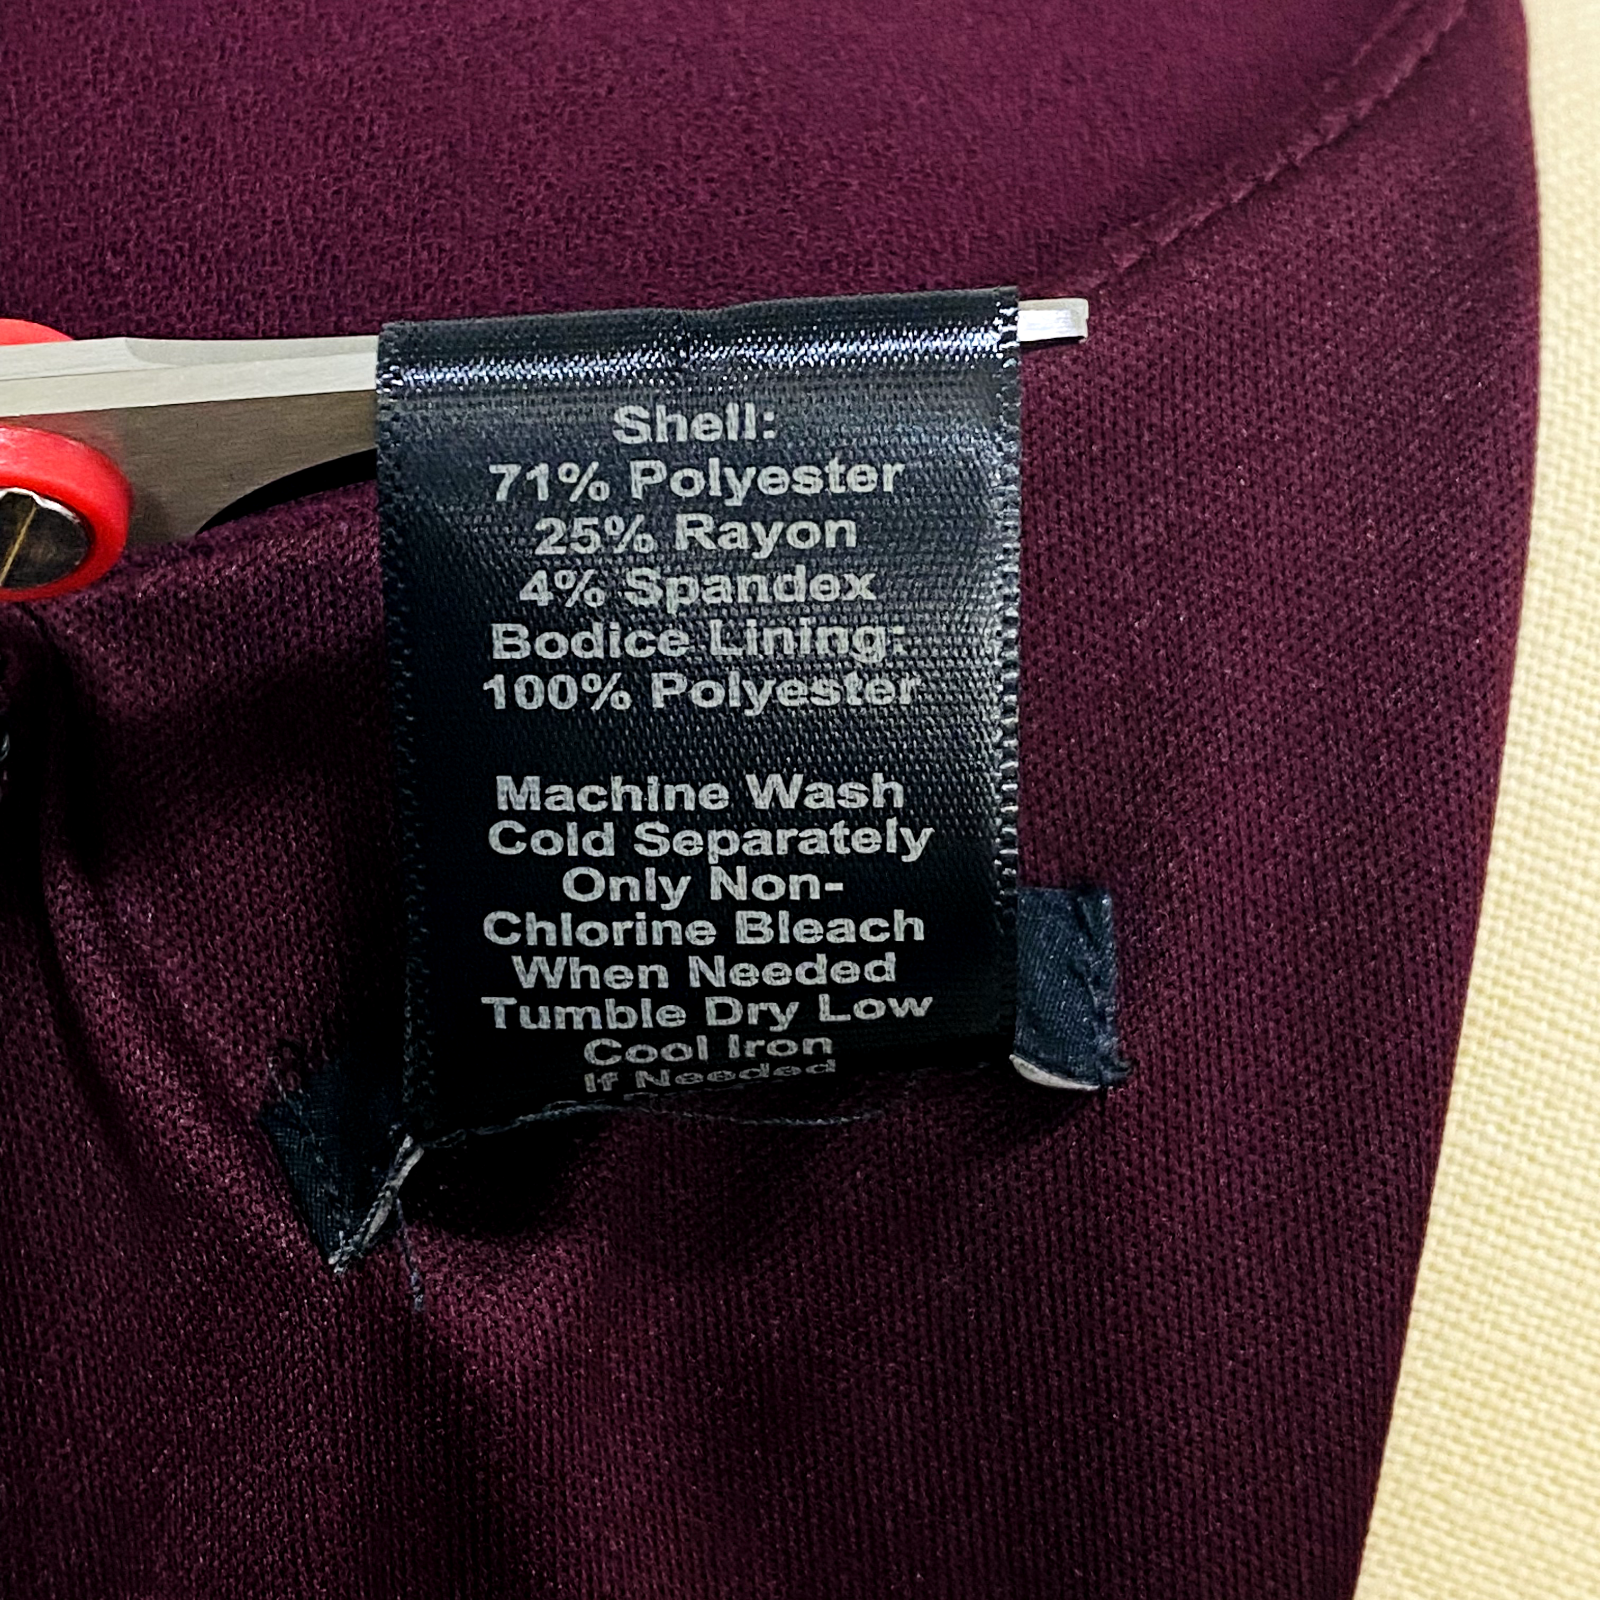 Shell:
71% Polyester
25% Rayon
4% Spandex
Bodice Lining:
100% Polyester
Machine Wash
Cold Separately
Only Non-
Chlorine Bleach
When Needed
Tumble Dry Low
Cool Iron
If Needed